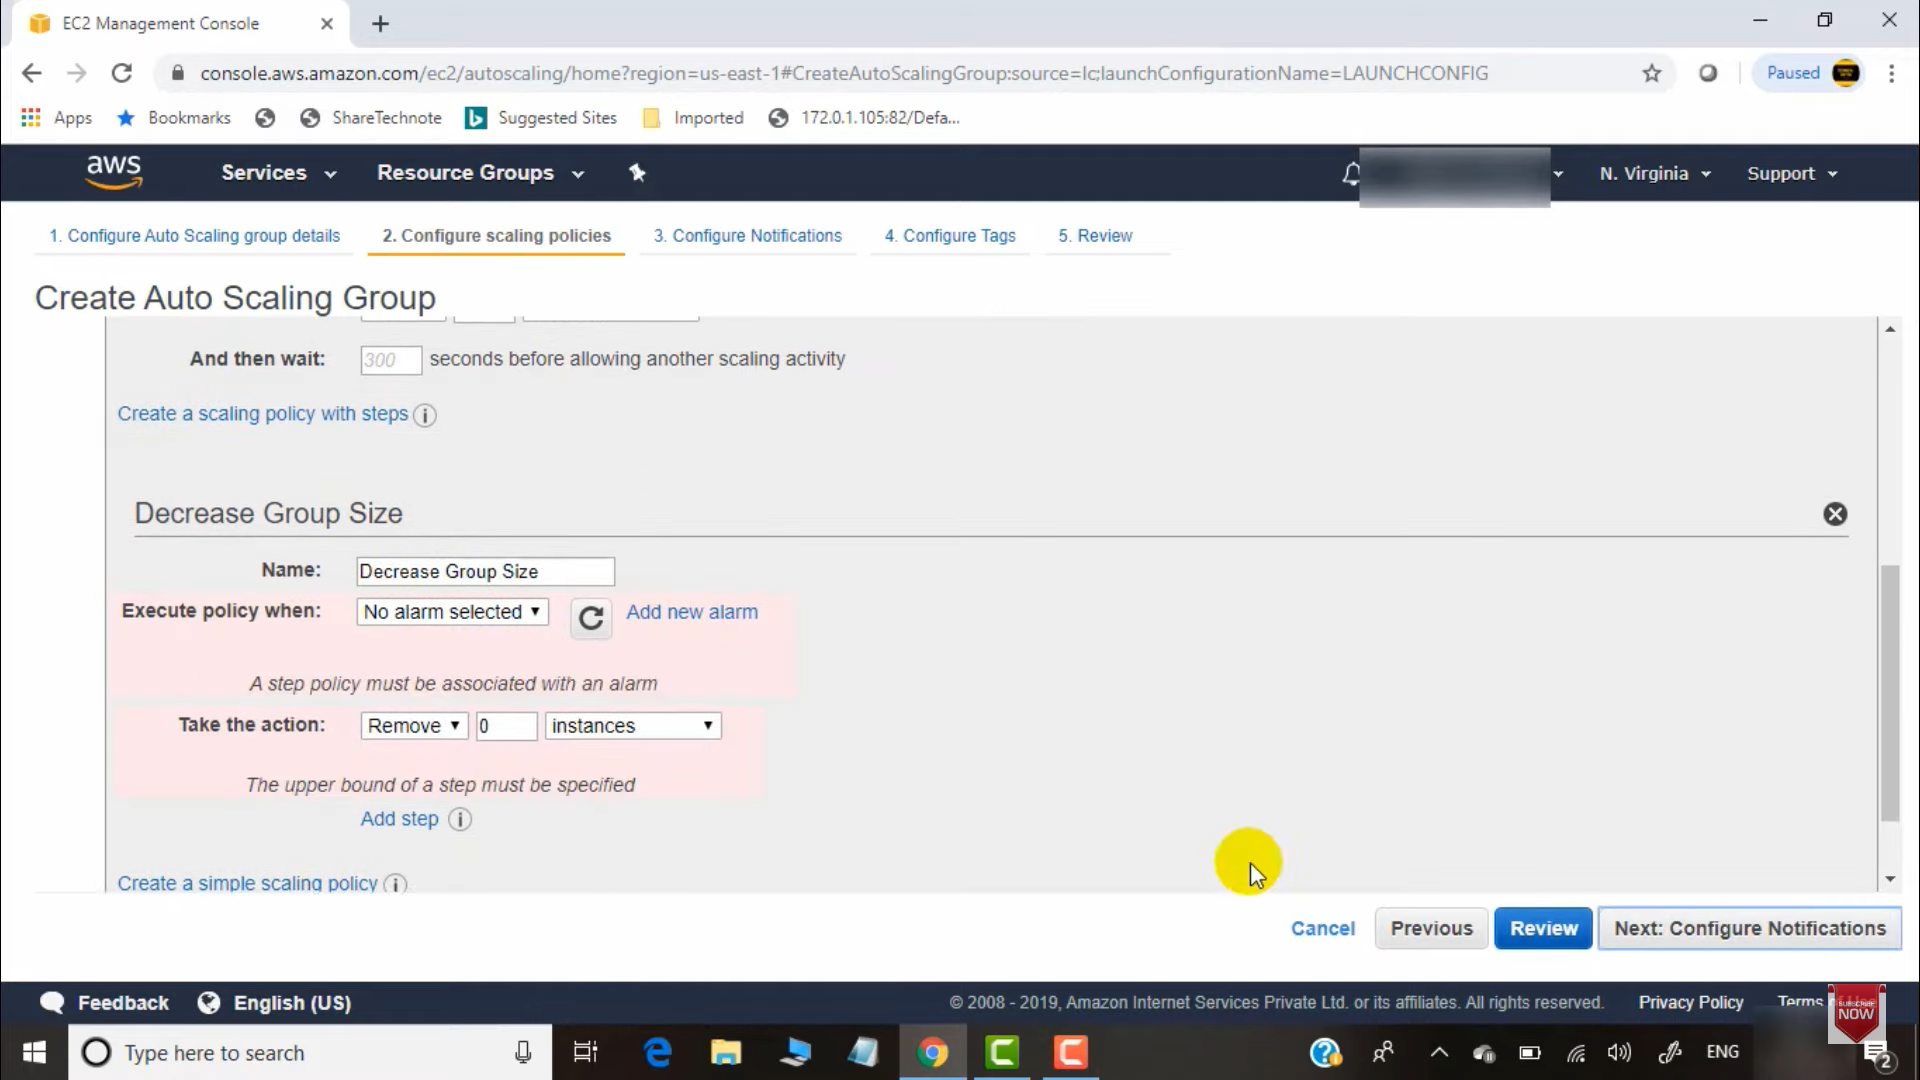 EC2 Management Console
console.aws.amazon.com/ec2/autoscaling/home?region=us-east-1#CreateAutoScalingGroup:source=lc;launchConfigurationName=LAUNCHCONFIG
Paused
Apps Bookmarks ShareTechnote Suggested Sites Imported 172.0.1.105:82/Defa...
aws Services Resource Groups N. Virginia Support
1. Configure Auto Scaling group details 2. Configure scaling policies 3. Configure Notifications 4. Configure Tags 5. Review
Create Auto Scaling Group
And then wait: 300 seconds before allowing another scaling activity
Create a scaling policy with steps
Decrease Group Size
Name: Decrease Group Size
Execute policy when: No alarm selected Add new alarm
A step policy must be associated with an alarm
Take the action: Remove 0 instances
The upper bound of a step must be specified
Add step
Create a simple scaling policy
Cancel Previous Review Next: Configure Notifications
Feedback English (US) © 2008 - 2019, Amazon Internet Services Private Ltd. or its affiliates. All rights reserved. Privacy Policy Terms of Use
SUBSCRIBE
NOW
Type here to search ENG 2